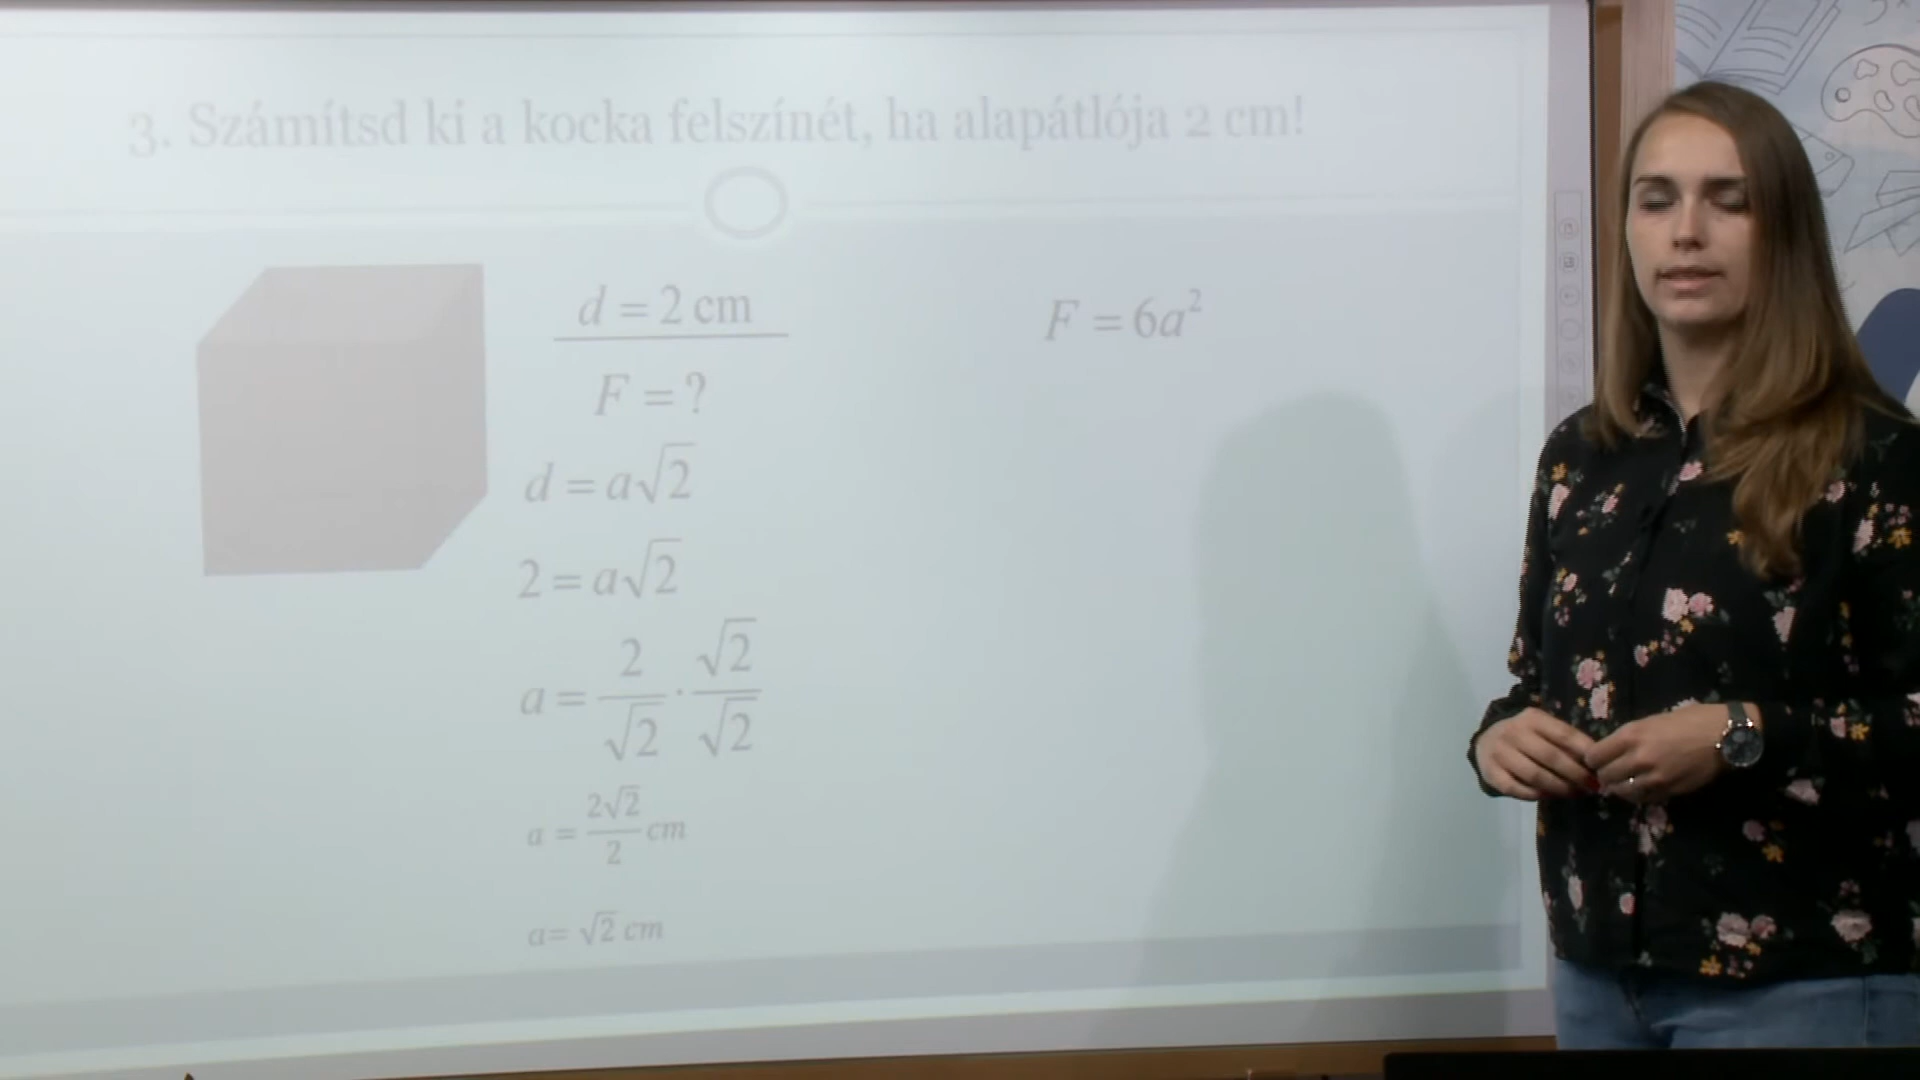 3. Számítsd ki a kocka felszínét, ha alapátlója 2 cm!
d = 2 cm
F = ?
d = a√2
2 = a√2
a = 2/√2 · √2/√2
a = 2√2/2 cm
a= √2 cm
F = 6a²